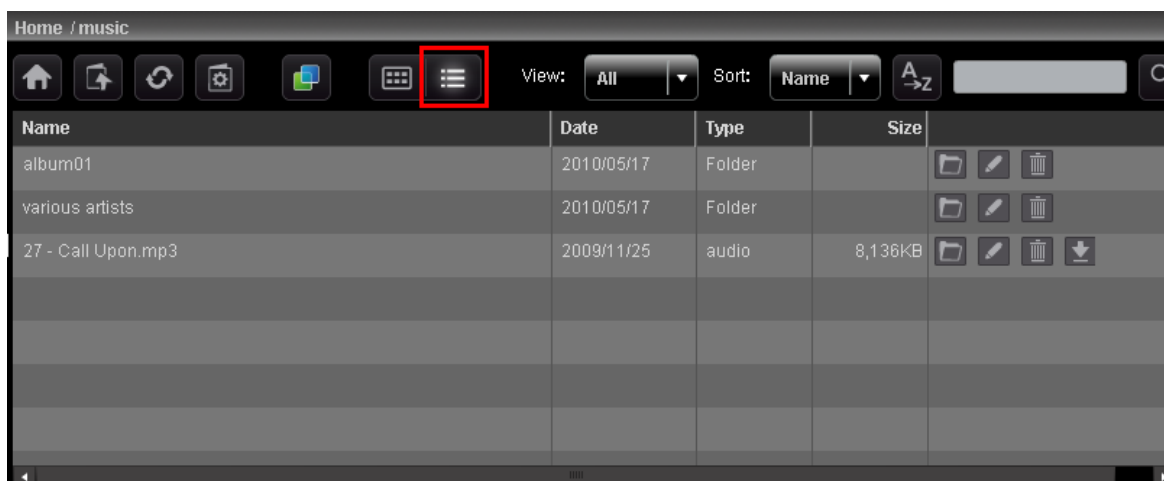 Home / music
View: All Sort: Name A→Z
Name Date Type Size
album01 2010/05/17 Folder
various artists 2010/05/17 Folder
27 - Call Upon.mp3 2009/11/25 audio 8,136KB